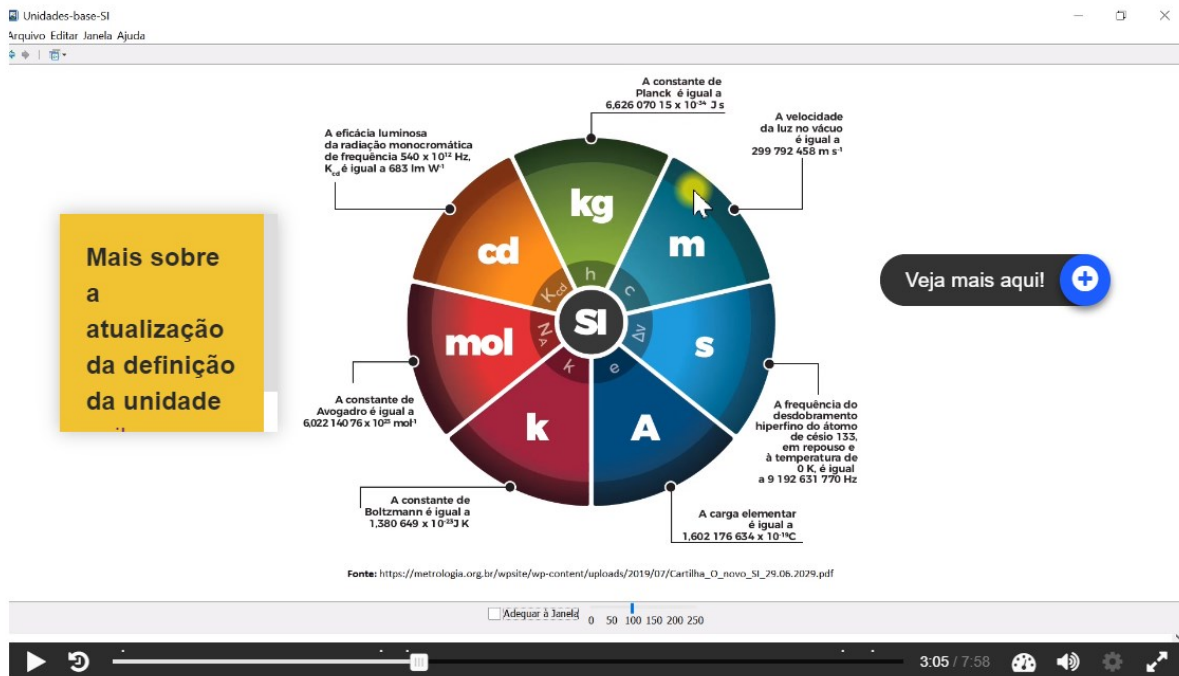 Unidades-base-SI
Arquivo Editar Janela Ajuda
A constante de
Planck é igual a
6,626 070 15 x 10⁻³⁴ J s
A velocidade
da luz no vácuo
é igual a
299 792 458 m s⁻¹
A eficácia luminosa
da radiação monocromática
de frequência 540 x 10¹² Hz,
K cd é igual a 683 lm W⁻¹
kg
m
s
A
k
mol
cd
h
c
Δν
e
k
N A
K cd
SI
Mais sobre
a
atualização
da definição
da unidade
Veja mais aqui!
A constante de
Avogadro é igual a
6,022 140 76 x 10²³ mol⁻¹
A frequência do
desdobramento
hiperfino do átomo
de césio 133,
em repouso e
à temperatura de
0 K, é igual
a 9 192 631 770 Hz
A constante de
Boltzmann é igual a
1,380 649 x 10⁻²³J K
A carga elementar
é igual a
1,602 176 634 x 10⁻¹⁹C
Fonte: https://metrologia.org.br/wpsite/wp-content/uploads/2019/07/Cartilha_O_novo_SI_29.06.2029.pdf
Adequar à Janela
0 50 100 150 200 250
3:05 / 7:58